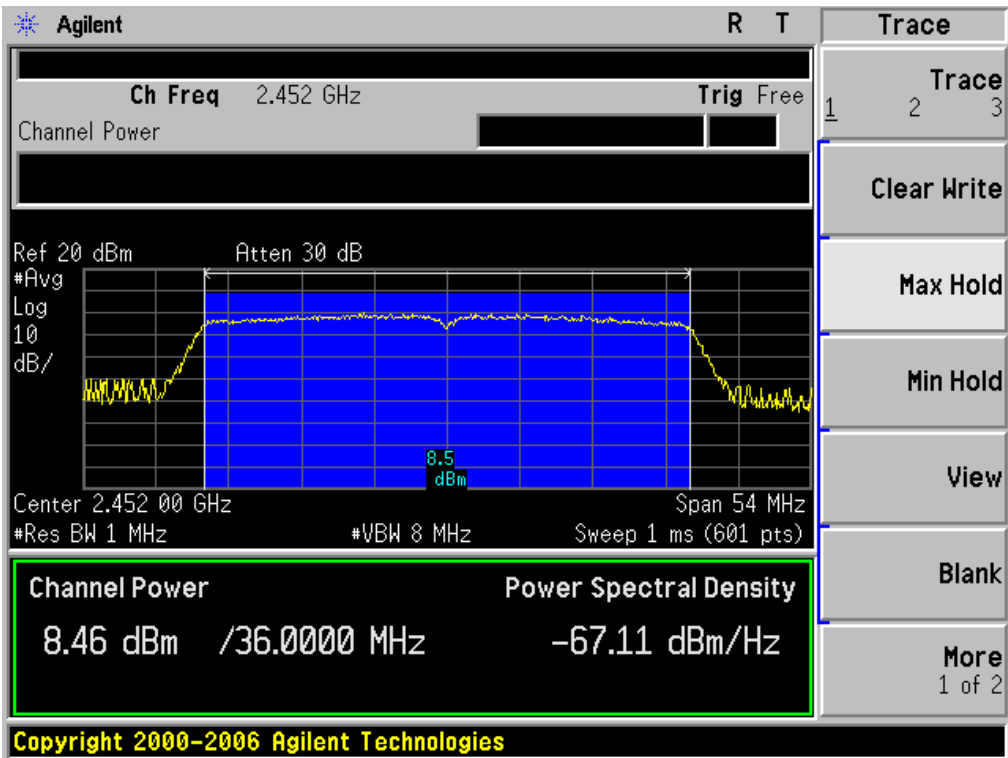 Agilent R T Trace
Ch Freq 2.452 GHz Trig Free
Channel Power
Trace
1 2 3
Clear Write
Max Hold
Min Hold
View
Blank
More
1 of 2
Ref 20 dBm Atten 30 dB
#Avg
Log
10
dB/
8.5
dBm
Center 2.452 00 GHz Span 54 MHz
#Res BW 1 MHz #VBW 8 MHz Sweep 1 ms (601 pts)
Channel Power Power Spectral Density
8.46 dBm /36.0000 MHz -67.11 dBm/Hz
Copyright 2000-2006 Agilent Technologies